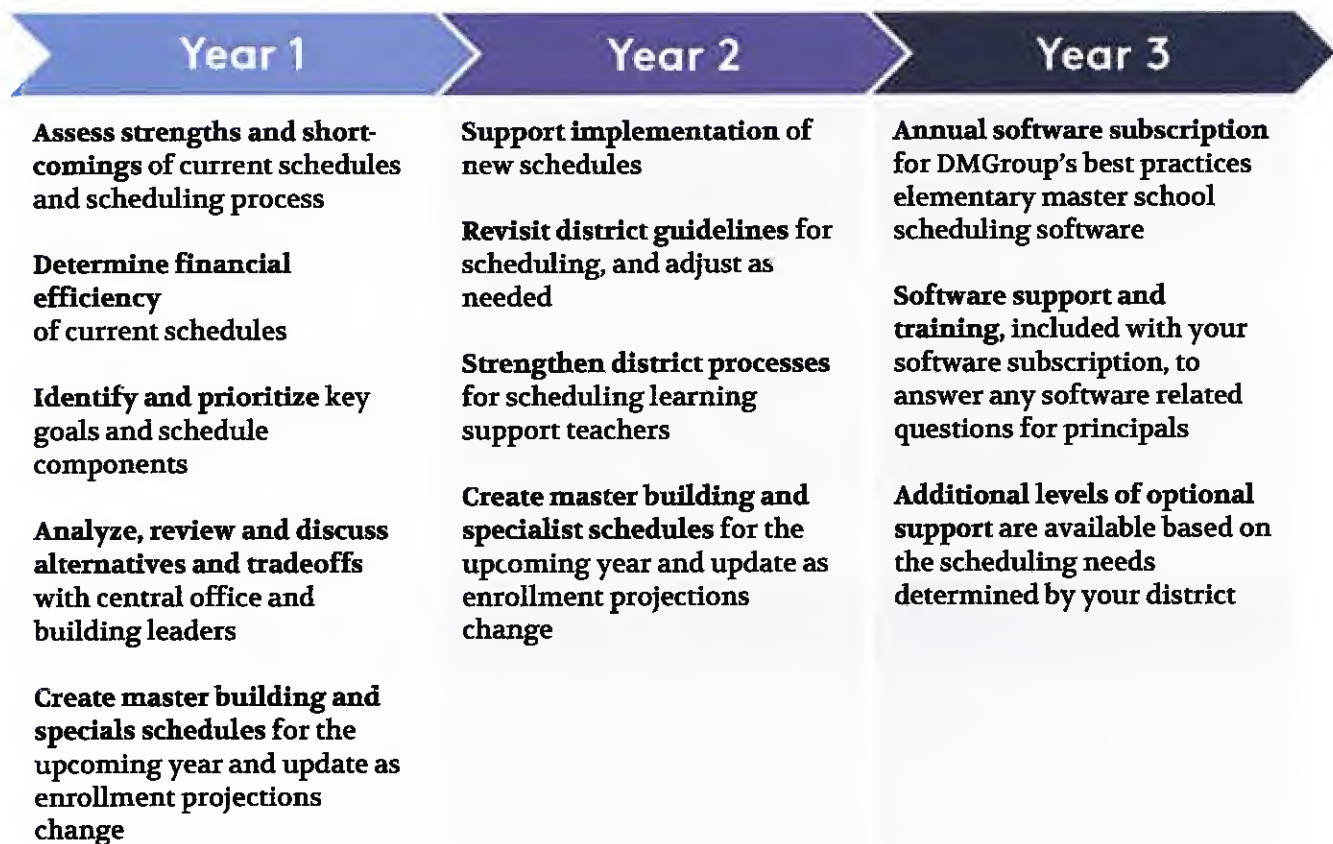 Year 1
Assess strengths and short-
comings of current schedules
and scheduling process
Determine financial
efficiency
of current schedules
Identify and prioritize key
goals and schedule
components
Analyze, review and discuss
alternatives and tradeoffs
with central office and
building leaders
Create master building and
specials schedules for the
upcoming year and update as
enrollment projections
change
Year 2
Support implementation of
new schedules
Revisit district guidelines for
scheduling, and adjust as
needed
Strengthen district processes
for scheduling learning
support teachers
Create master building and
specialist schedules for the
upcoming year and update as
enrollment projections
change
Year 3
Annual software subscription
for DMGroup's best practices
elementary master school
scheduling software
Software support and
training, included with your
software subscription, to
answer any software related
questions for principals
Additional levels of optional
support are available based on
the scheduling needs
determined by your district